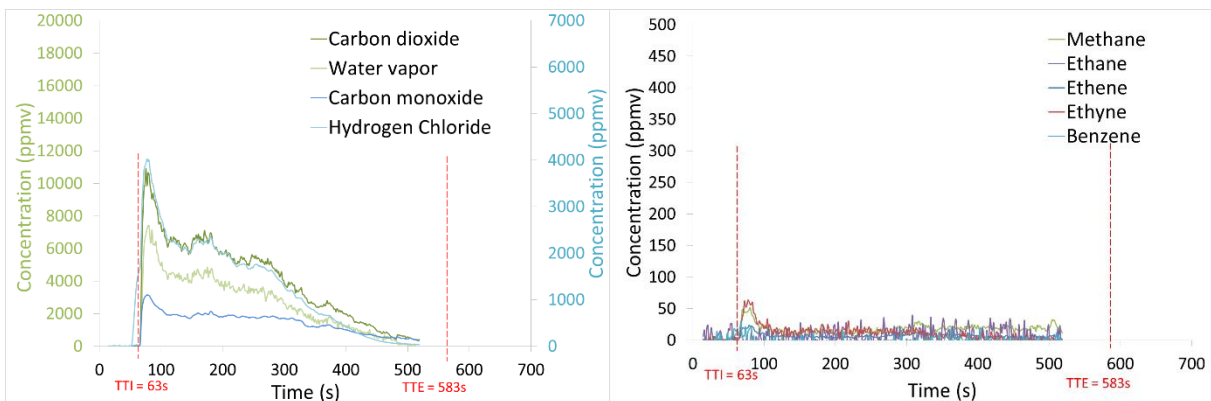 20000
18000
16000
14000
12000
10000
8000
6000
4000
2000
0
Concentration (ppmv)
Carbon dioxide
Water vapor
Carbon monoxide
Hydrogen Chloride
7000
6000
5000
4000
3000
2000
1000
0
Concentration (ppmv)
0 100 200 300 400 500 600 700
TTI = 63s
Time (s)
TTE = 583s
500
450
400
350
300
250
200
150
100
50
0
Concentration (ppmv)
Methane
Ethane
Ethene
Ethyne
Benzene
0 100 200 300 400 500 600 700
TTI = 63s
Time (s)
TTE = 583s